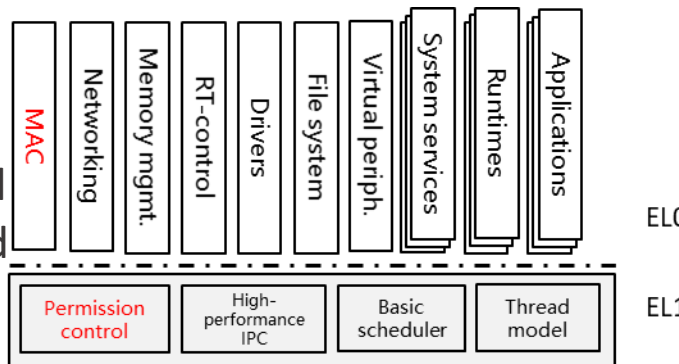 MAC
Networking
Memory mgmt.
RT-control
Drivers
File system
Virtual periph.
System services
Runtimes
Applications
EL0
Permission
control
High-
performance
IPC
Basic
scheduler
Thread
model
EL1